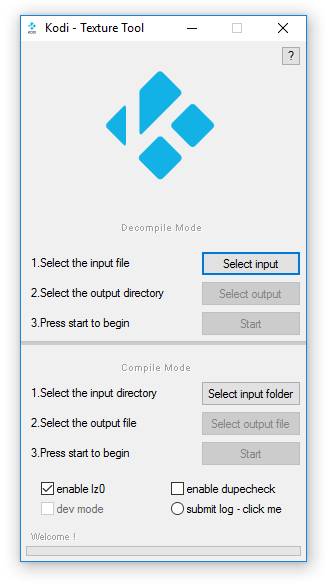 KODI
Kodi - Texture Tool
?
Decompile Mode
1.Select the input file
Select input
2.Select the output directory
Select output
3.Press start to begin
Start
Compile Mode
1.Select the input directory
Select input folder
2.Select the output file
Select output file
3.Press start to begin
Start
enable lz0
enable dupecheck
dev mode
submit log - click me
Welcome !